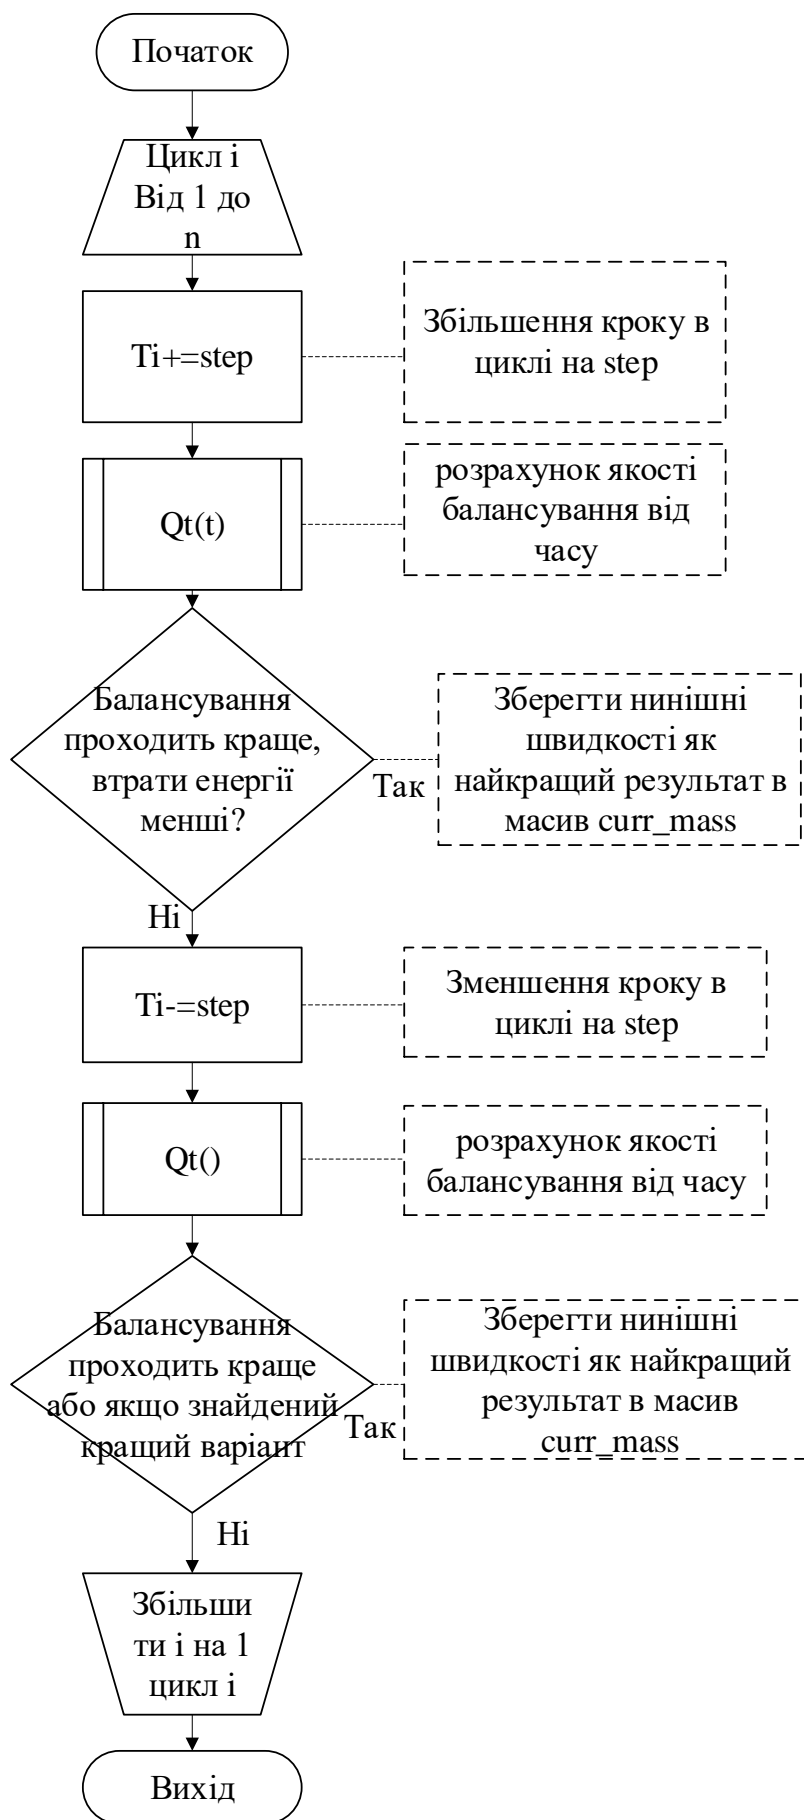 Початок
Цикл і
Від 1 до
n
Ti+=step
Збільшення кроку в
циклі на step
Qt(t)
розрахунок якості
балансування від
часу
Балансування
проходить краще,
втрати енергії
менші?
Так
Зберегти нинішні
швидкості як
найкращий результат в
масив curr_mass
Ні
Ti-=step
Зменшення кроку в
циклі на step
Qt()
розрахунок якості
балансування від часу
Балансування
проходить краще
або якщо знайдений
кращий варіант
Так
Зберегти нинішні
швидкості як найкращий
результат в масив
curr_mass
Ні
Збільши
ти і на 1
цикл і
Вихід